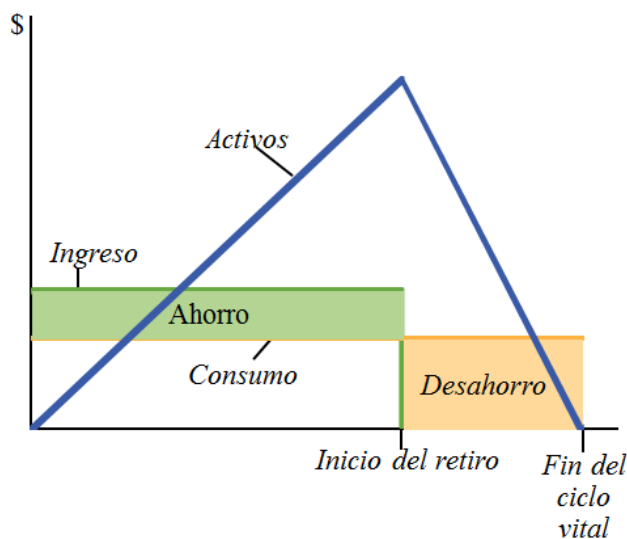 $
Activos
Ingreso
Ahorro
Consumo
Desahorro
Inicio del retiro
Fin del
ciclo
vital